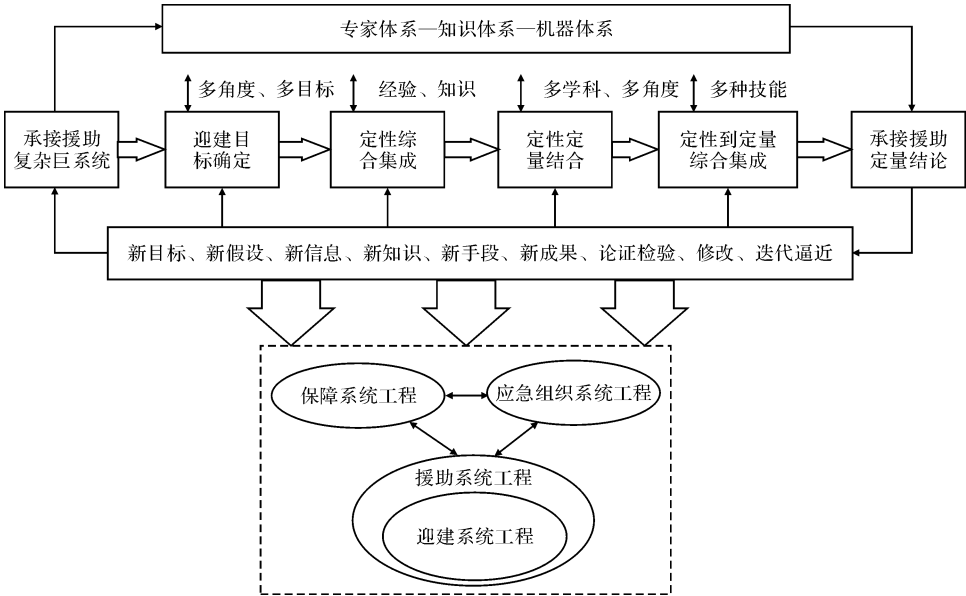 专家体系—知识体系—机器体系
多角度、多目标
经验、知识
多学科、多角度
多种技能
承接援助
复杂巨系统
迎建目
标确定
定性综
合集成
定性定
量结合
定性到定量
综合集成
承接援助
定量结论
新目标、新假设、新信息、新知识、新手段、新成果、论证检验、修改、迭代逼近
保障系统工程
应急组织系统工程
援助系统工程
迎建系统工程